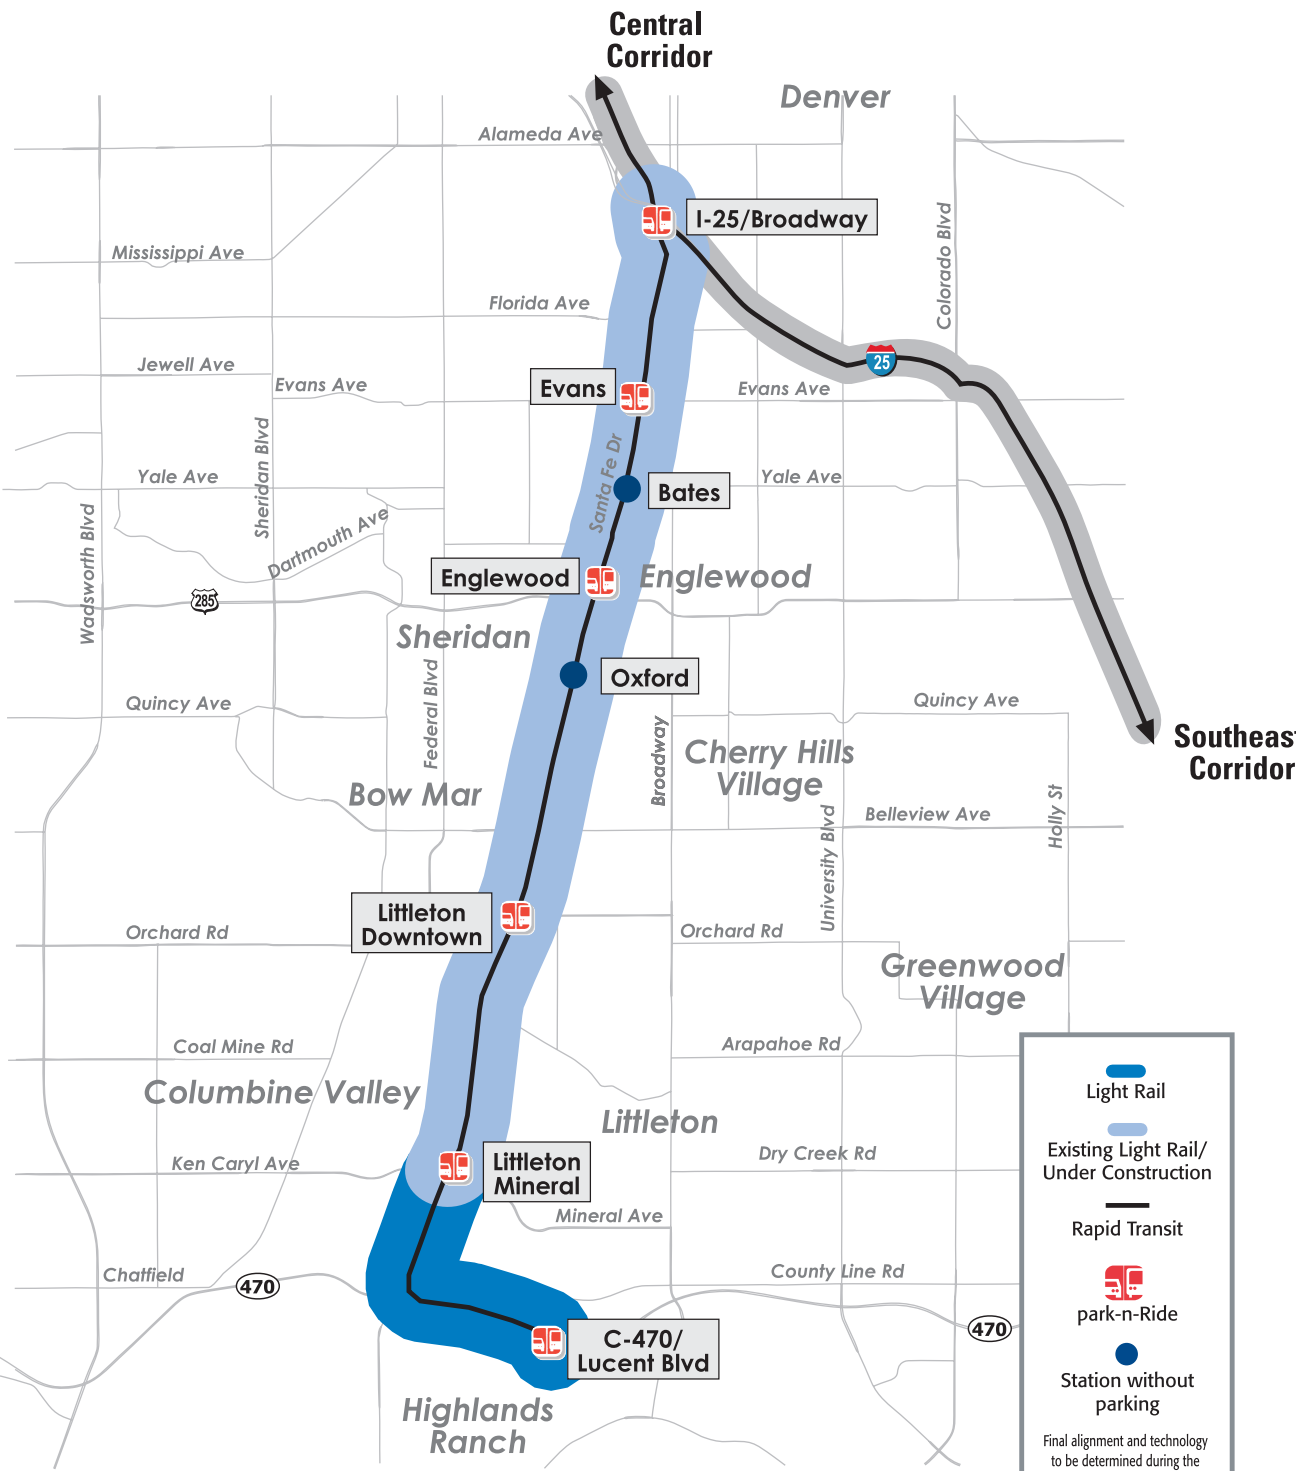 Central
Corridor
Denver
Alameda Ave
I-25/Broadway
Mississippi Ave
Colorado Blvd
Florida Ave
Jewell Ave
25
Evans Ave
Evans
Evans Ave
Sheridan Blvd
Santa Fe Dr
Yale Ave
Yale Ave
Bates
Wadsworth Blvd
Dartmouth Ave
Englewood
Englewood
285
Sheridan
Oxford
Federal Blvd
Quincy Ave
Quincy Ave
Broadway
Southeast
Corridor
Cherry Hills
Village
Bow Mar
Holly St
University Blvd
Belleview Ave
Littleton
Downtown
Orchard Rd
Orchard Rd
Greenwood
Village
Coal Mine Rd
Arapahoe Rd
Columbine Valley
Littleton
Ken Caryl Ave
Littleton
Mineral
Dry Creek Rd
Mineral Ave
Chatfield
470
County Line Rd
470
C-470/
Lucent Blvd
Highlands
Ranch
Light Rail
Existing Light Rail/
Under Construction
Rapid Transit
park-n-Ride
Station without
parking
Final alignment and technology
to be determined during the